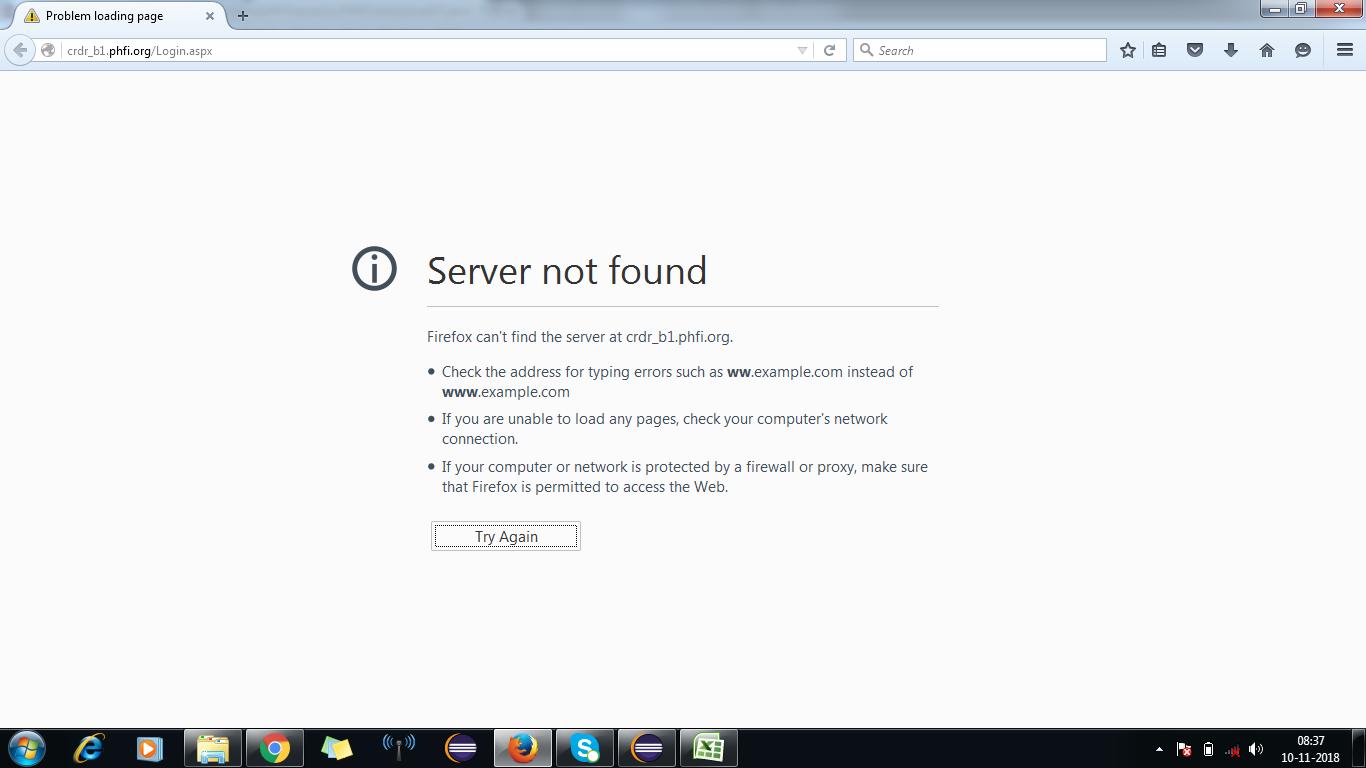 Problem loading page
crdr_b1.phfi.org/Login.aspx
Search
Server not found
Firefox can't find the server at crdr_b1.phfi.org.
Check the address for typing errors such as ww.example.com instead of
www.example.com
If you are unable to load any pages, check your computer's network
connection.
If your computer or network is protected by a firewall or proxy, make sure
that Firefox is permitted to access the Web.
Try Again
08:37
10-11-2018